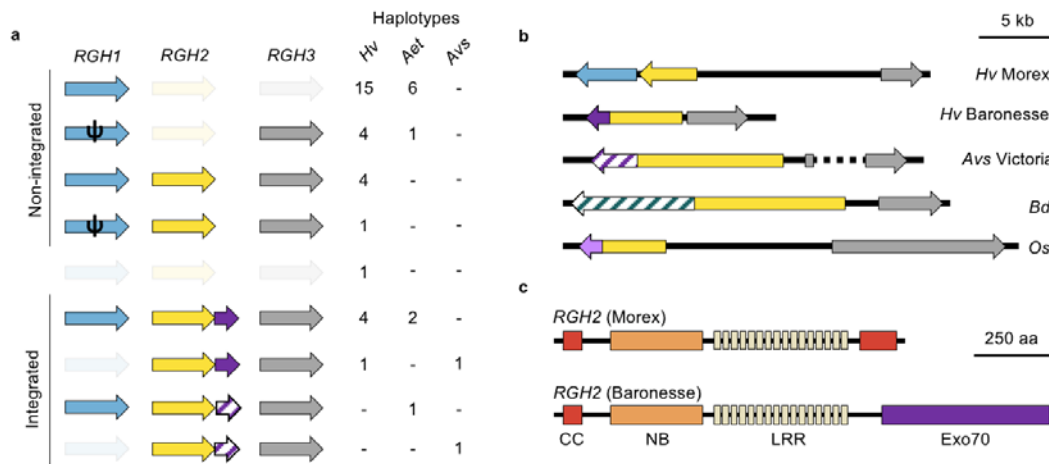 a
Haplotypes
RGH1 RGH2 RGH3 Hv Aet Avs
Non-integrated
15 6 -
ψ 4 1 -
4 - -
ψ 1 - -
1 - -
Integrated
4 2 -
1 - 1
- 1 -
- - 1
b
5 kb
Hv Morex
Hv Baronesse
Avs Victoria
Bd
Os
c
RGH2 (Morex)
250 aa
RGH2 (Baronesse)
CC NB LRR Exo70